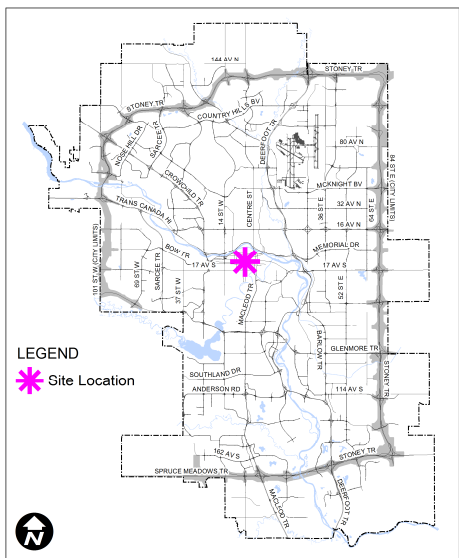 144 AV N
STONEY TR
STONEY TR
COUNTRY HILLS BV
NOSE HILL DR
SARCEE TR
DEERFOOT TR
80 AV N
84 ST E (CITY LIMITS)
CROWCHILD TR
MCKNIGHT BV
14 ST W
CENTRE ST
36 ST E
32 AV N
64 ST E
TRANS CANADA HI
16 AV N
101 ST W (CITY LIMITS)
BOW TR
MEMORIAL DR
69 ST W
SARCEE TR
37 ST W
17 AV S
17 AV S
52 ST E
MACLEOD TR
BARLOW TR
GLENMORE TR
LEGEND
Site Location
STONEY TR
SOUTHLAND DR
ANDERSON RD
114 AV S
162 AV S
STONEY TR
SPRUCE MEADOWS TR
MACLEOD TR
DEERFOOT TR
N